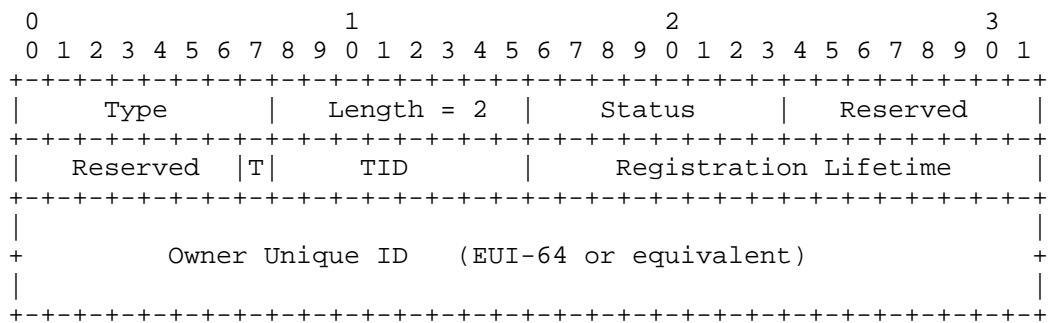 0                   1                   2                   3
 0 1 2 3 4 5 6 7 8 9 0 1 2 3 4 5 6 7 8 9 0 1 2 3 4 5 6 7 8 9 0 1
+-+-+-+-+-+-+-+-+-+-+-+-+-+-+-+-+-+-+-+-+-+-+-+-+-+-+-+-+-+-+-+-+
|     Type      |   Length = 2  |    Status     |   Reserved    |
+-+-+-+-+-+-+-+-+-+-+-+-+-+-+-+-+-+-+-+-+-+-+-+-+-+-+-+-+-+-+-+-+
|   Reserved  |T|     TID       |     Registration Lifetime     |
+-+-+-+-+-+-+-+-+-+-+-+-+-+-+-+-+-+-+-+-+-+-+-+-+-+-+-+-+-+-+-+-+
|                                                               |
+         Owner Unique ID   (EUI-64 or equivalent)              +
|                                                               |
+-+-+-+-+-+-+-+-+-+-+-+-+-+-+-+-+-+-+-+-+-+-+-+-+-+-+-+-+-+-+-+-+